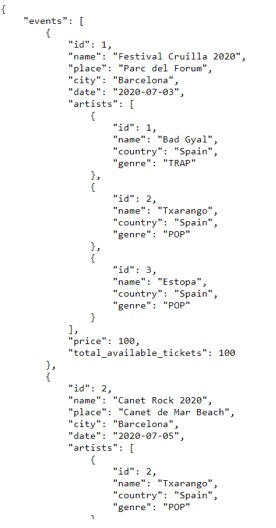 {
    "events": [
        {
            "id": 1,
            "name": "Festival Cruilla 2020",
            "place": "Parc del Forum",
            "city": "Barcelona",
            "date": "2020-07-03",
            "artists": [
                {
                    "id": 1,
                    "name": "Bad Gyal",
                    "country": "Spain",
                    "genre": "TRAP"
                },
                {
                    "id": 2,
                    "name": "Txarango",
                    "country": "Spain",
                    "genre": "POP"
                },
                {
                    "id": 3,
                    "name": "Estopa",
                    "country": "Spain",
                    "genre": "POP"
                }
            ],
            "price": 100,
            "total_available_tickets": 100
        },
        {
            "id": 2,
            "name": "Canet Rock 2020",
            "place": "Canet de Mar Beach",
            "city": "Barcelona",
            "date": "2020-07-05",
            "artists": [
                {
                    "id": 2,
                    "name": "Txarango",
                    "country": "Spain",
                    "genre": "POP"
                }